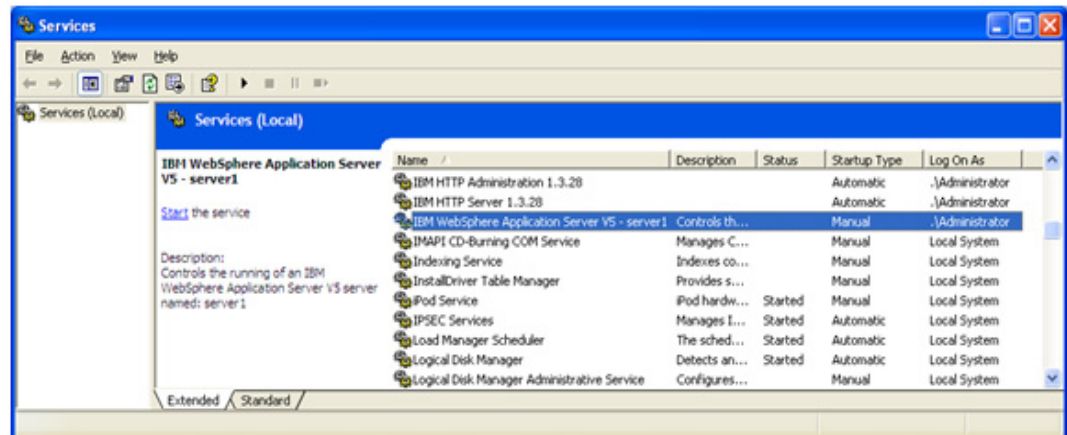 Services
File Action View Help
Services (Local)
Services (Local)
IBM WebSphere Application Server
V5 - server1
Start the service
Description:
Controls the running of an IBM
WebSphere Application Server V5 server
named: server1
Name Description Status Startup Type Log On As
IBM HTTP Administration 1.3.28 Automatic .\Administrator
IBM HTTP Server 1.3.28 Automatic .\Administrator
IBM WebSphere Application Server V5 - server1 Controls th... Manual .\Administrator
IMAPI CD-Burning COM Service Manages C... Manual Local System
Indexing Service Indexes co... Manual Local System
InstallDriver Table Manager Provides s... Manual Local System
iPod Service iPod hardw... Started Manual Local System
IPSEC Services Manages I... Started Automatic Local System
Load Manager Scheduler The sched... Started Automatic Local System
Logical Disk Manager Detects an... Started Automatic Local System
Logical Disk Manager Administrative Service Configures... Manual Local System
Extended Standard